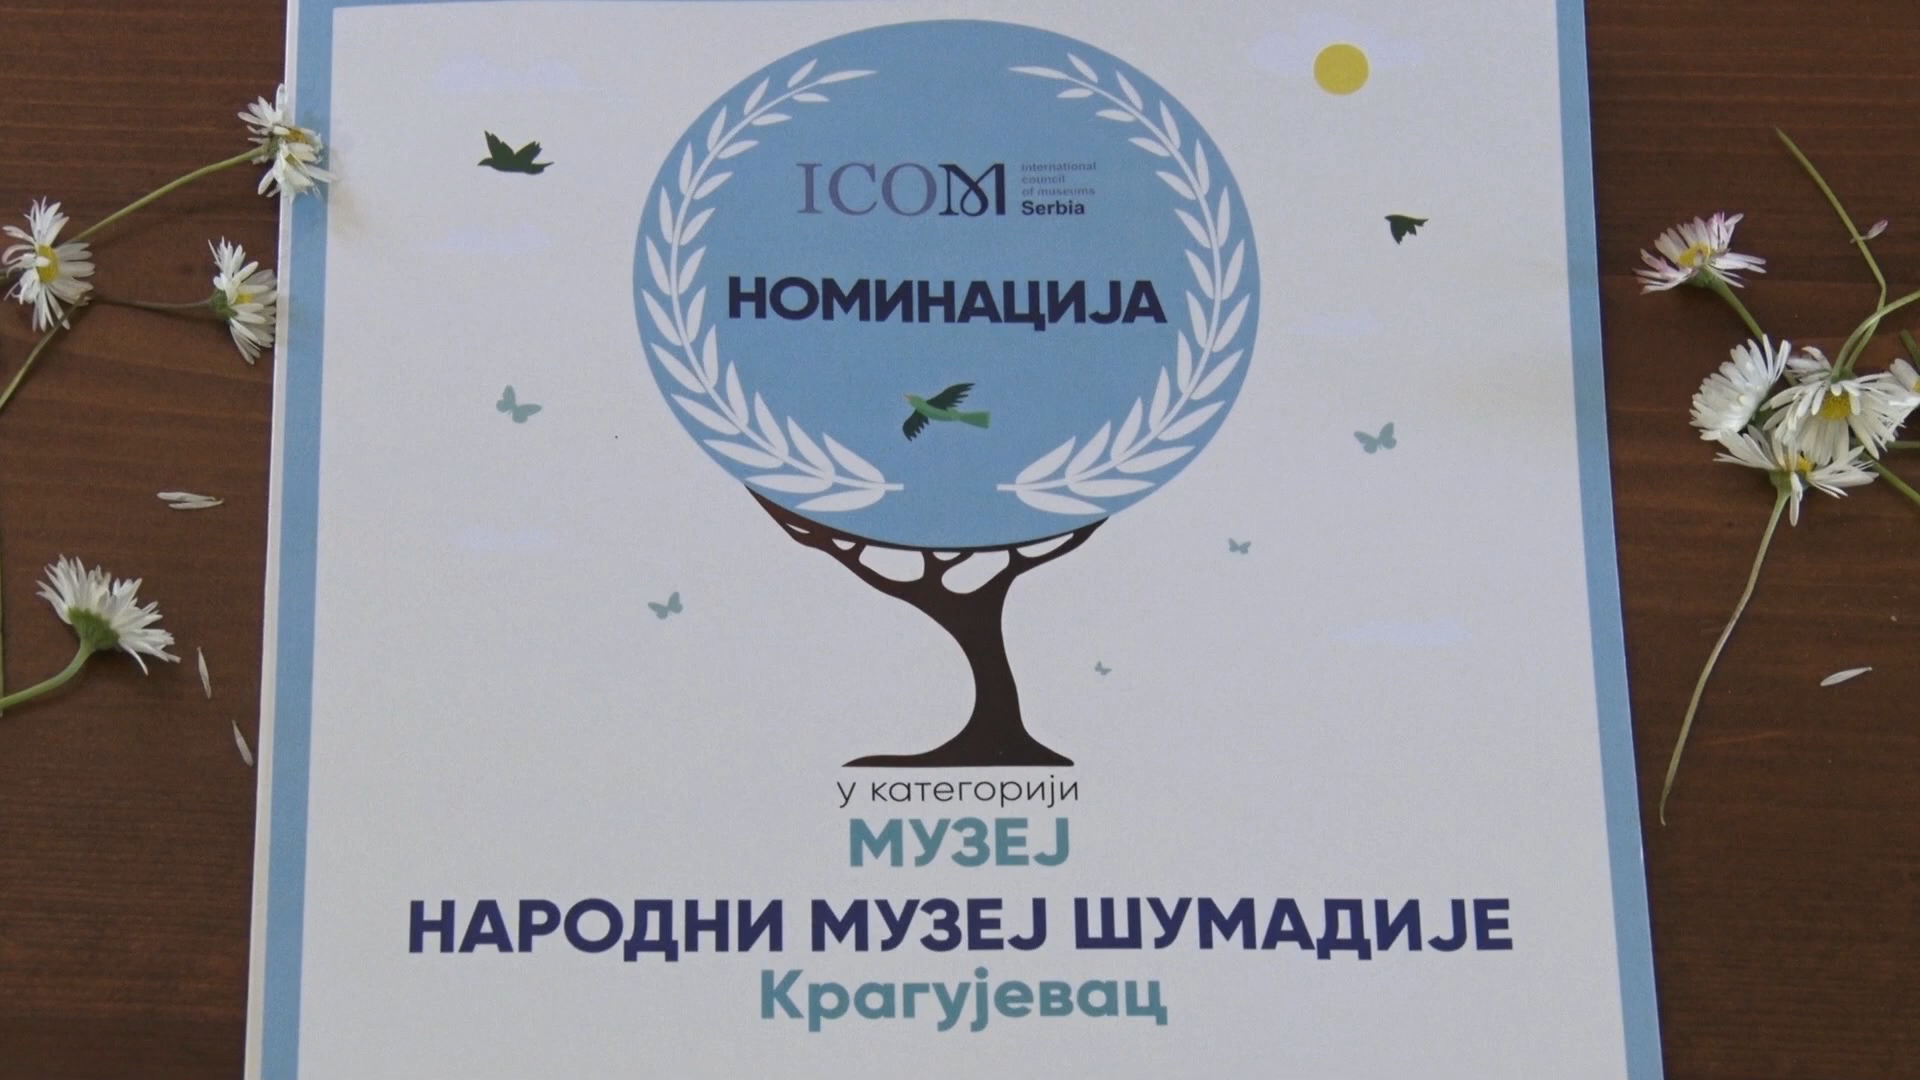 ICOM
international
council
of museums
Serbia
НОМИНАЦИЈА
у категорији
МУЗЕЈ
НАРОДНИ МУЗЕЈ ШУМАДИЈЕ
Крагујевац